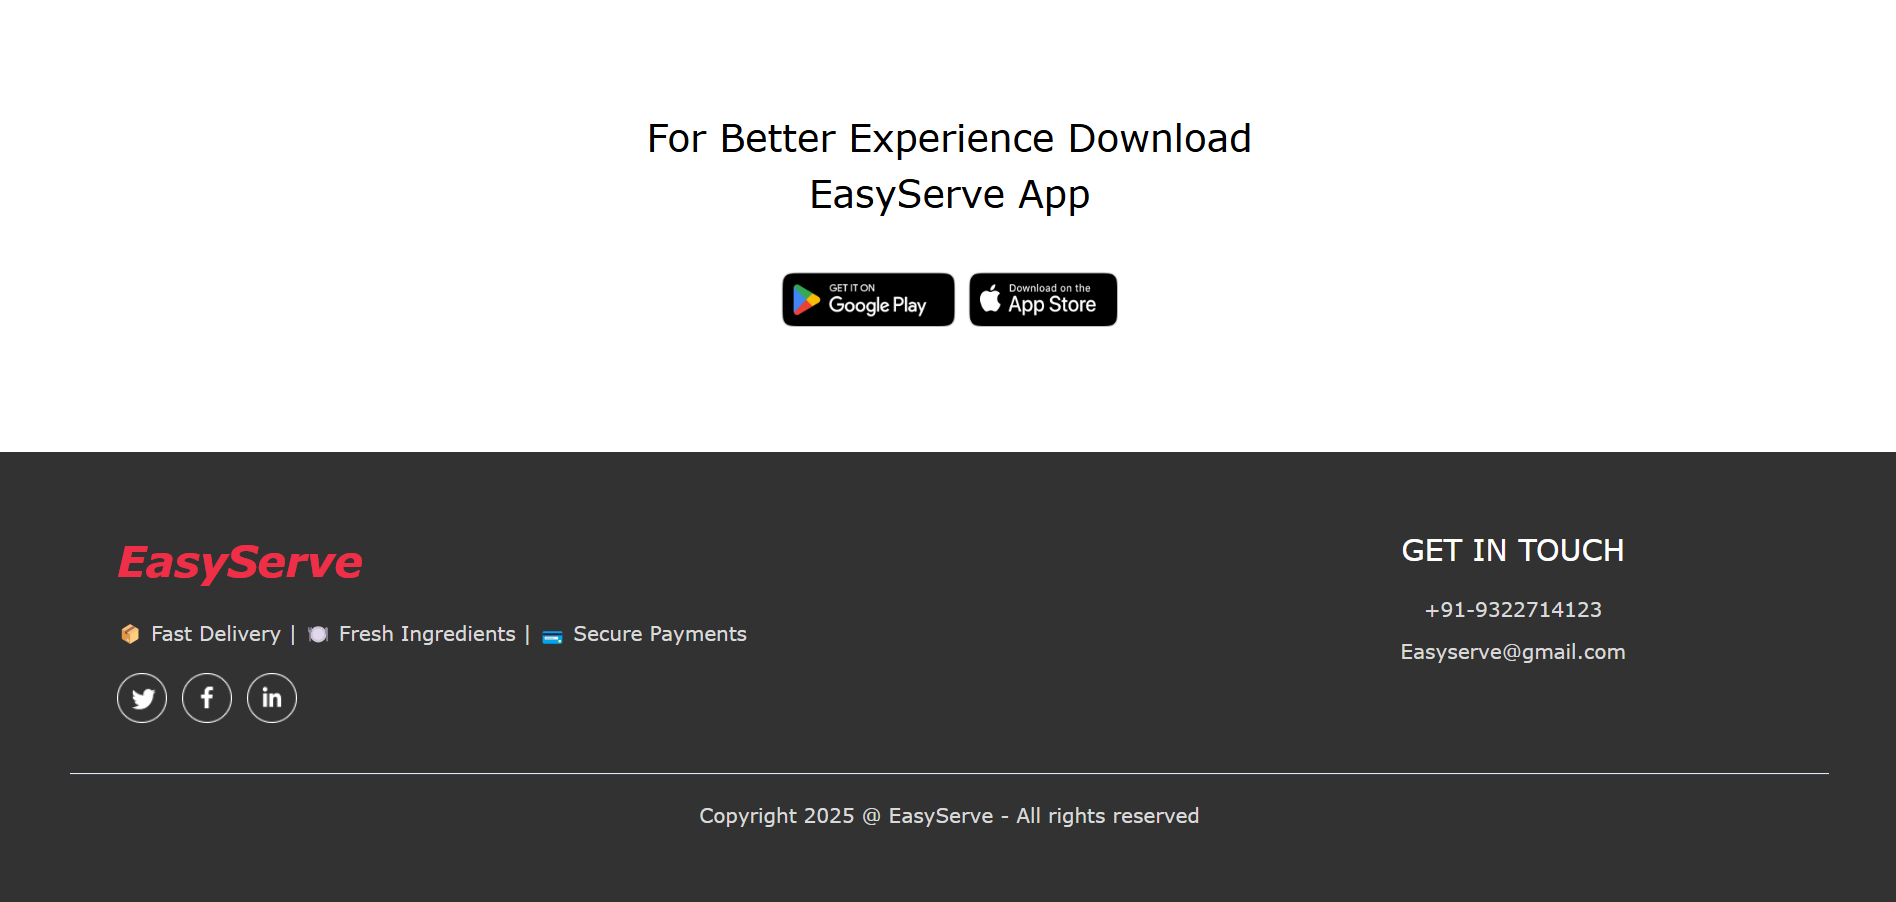 For Better Experience Download
EasyServe App
GET IT ON
Google Play
Download on the
App Store
EasyServe
Fast Delivery | Fresh Ingredients | Secure Payments
GET IN TOUCH
+91-9322714123
Easyserve@gmail.com
Copyright 2025 @ EasyServe - All rights reserved